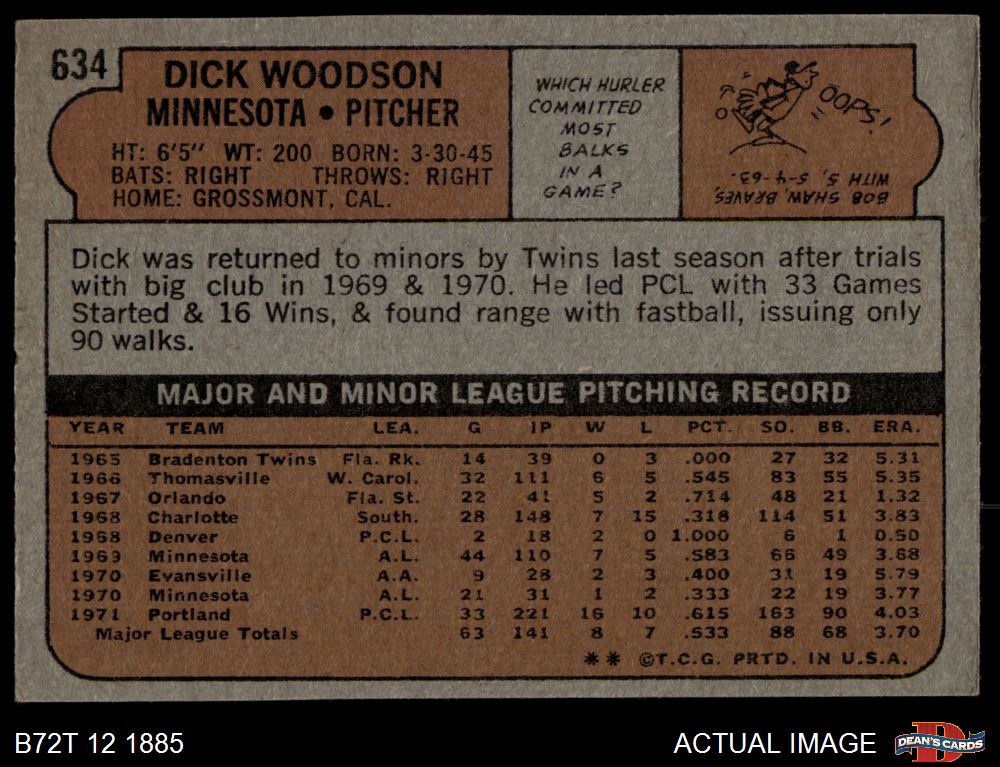 634
DICK WOODSON
MINNESOTA • PITCHER
HT: 6'5" WT: 200 BORN: 3-30-45
BATS: RIGHT THROWS: RIGHT
HOME: GROSSMONT, CAL.
WHICH HURLER
COMMITTED
MOST
BALKS
IN A
GAME?
OOPS!
BOB SHAW, BRAVES,
WITH 5, 5-4-63.
Dick was returned to minors by Twins last season after trials
with big club in 1969 & 1970. He led PCL with 33 Games
Started & 16 Wins, & found range with fastball, issuing only
90 walks.
MAJOR AND MINOR LEAGUE PITCHING RECORD
YEAR TEAM LEA. G IP W L PCT. SO. BB. ERA.
1965 Bradenton Twins Fla. Rk. 14 39 0 3 .000 27 32 5.31
1966 Thomasville W. Carol. 32 111 6 5 .545 83 55 5.35
1967 Orlando Fla. St. 22 41 5 2 .714 48 21 1.32
1968 Charlotte South. 28 148 7 15 .318 114 51 3.83
1968 Denver P.C.L. 2 18 2 0 1.000 6 1 0.50
1969 Minnesota A.L. 44 110 7 5 .583 66 49 3.68
1970 Evansville A.A. 9 28 2 3 .400 31 19 5.79
1970 Minnesota A.L. 21 31 1 2 .333 22 19 3.77
1971 Portland P.C.L. 33 221 16 10 .615 163 90 4.03
Major League Totals 63 141 8 7 .533 88 68 3.70
** ©T.C.G. PRTD. IN U.S.A.
B72T 12 1885
ACTUAL IMAGE
D
DEAN'S CARDS